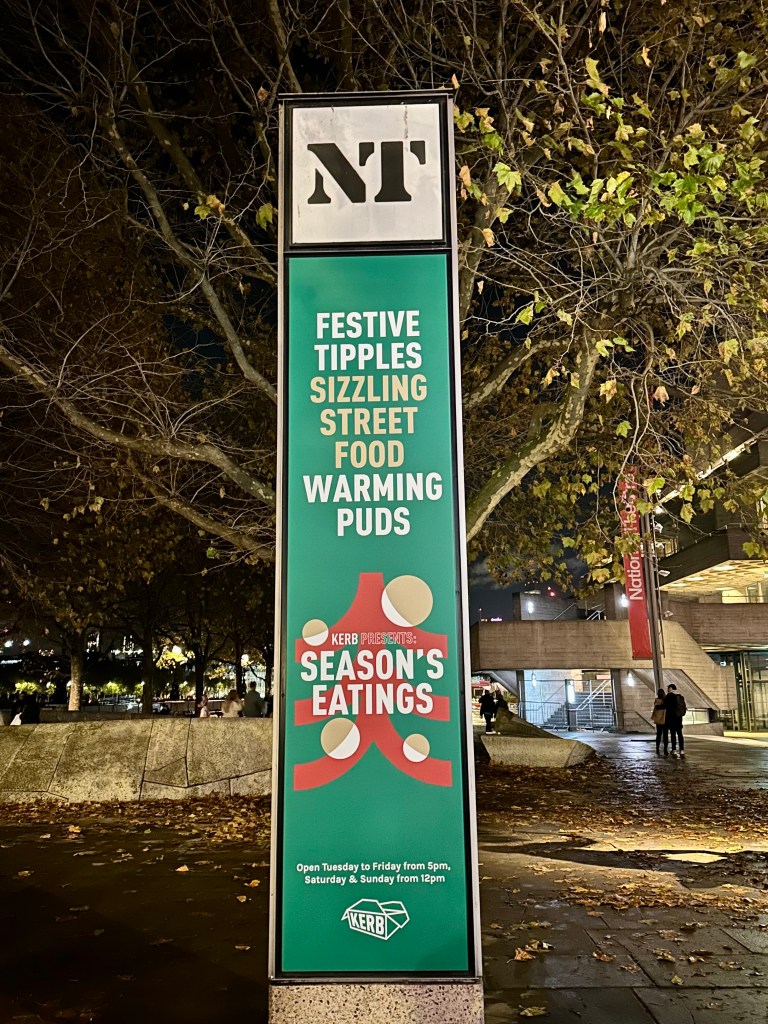 NT
FESTIVE
TIPPLES
SIZZLING
STREET
FOOD
WARMING
PUDS
KERB PRESENTS:
SEASON'S
EATINGS
Open Tuesday to Friday from 5pm,
Saturday & Sunday from 12pm
KERB
National